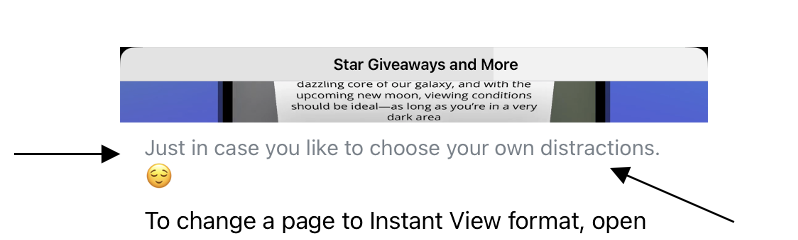 Star Giveaways and More
dazzling core of our galaxy, and with the
upcoming new moon, viewing conditions
should be ideal—as long as you're in a very
dark area
Just in case you like to choose your own distractions.
😌
To change a page to Instant View format, open